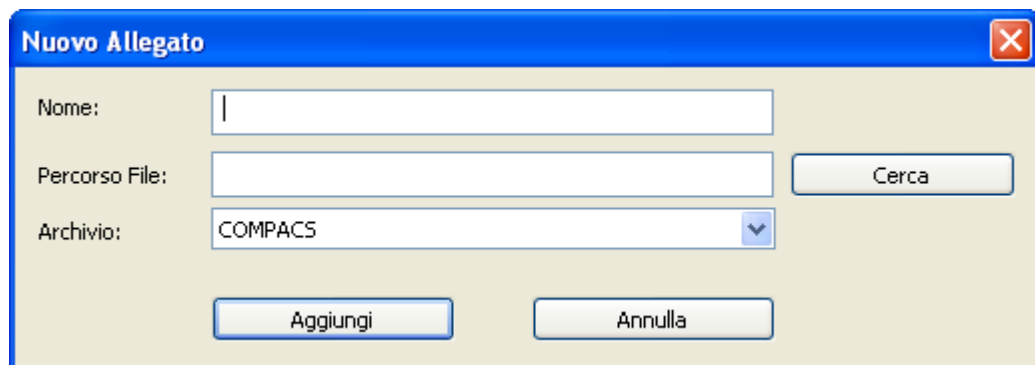 Nuovo Allegato
Nome:
Percorso File:
Cerca
Archivio:
COMPACS
Aggiungi
Annulla